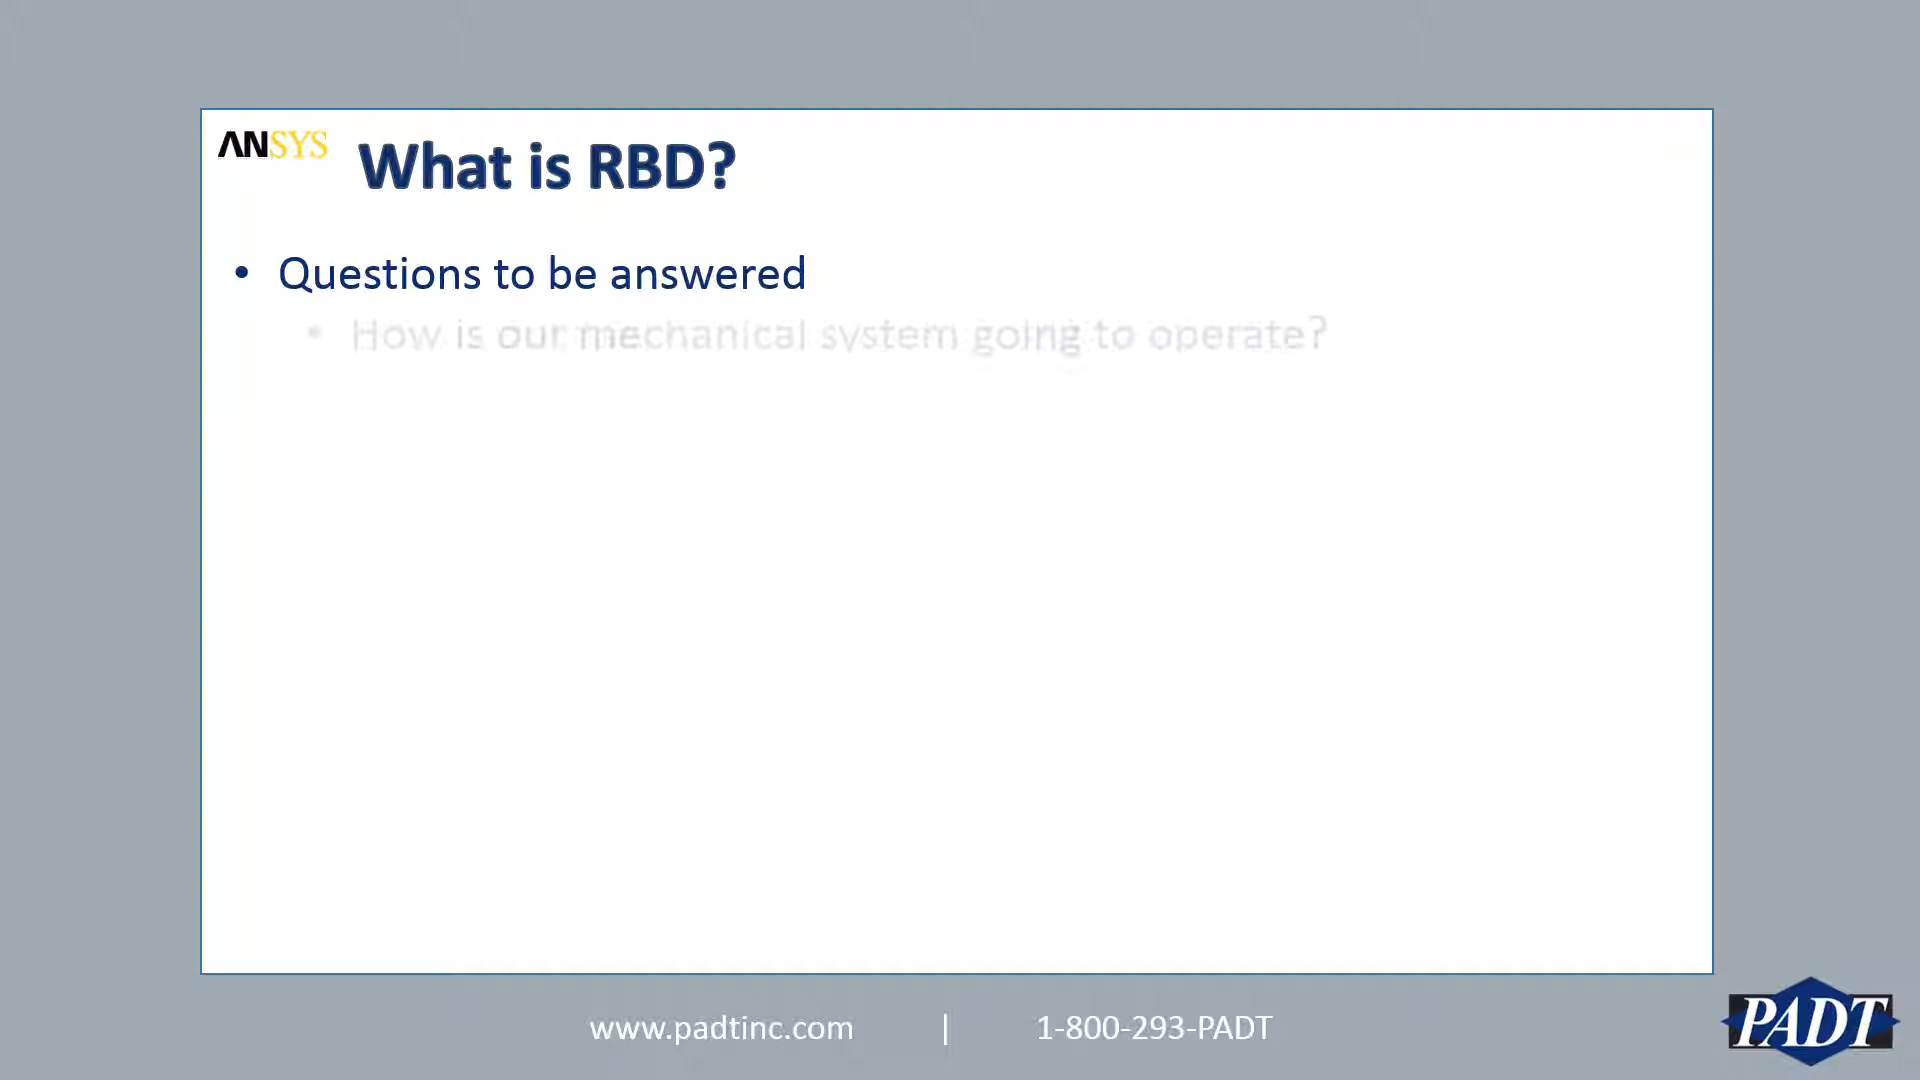 ANSYS
What is RBD?
• Questions to be answered
• How is our mechanical system going to operate?
www.padtinc.com | 1-800-293-PADT
PADT